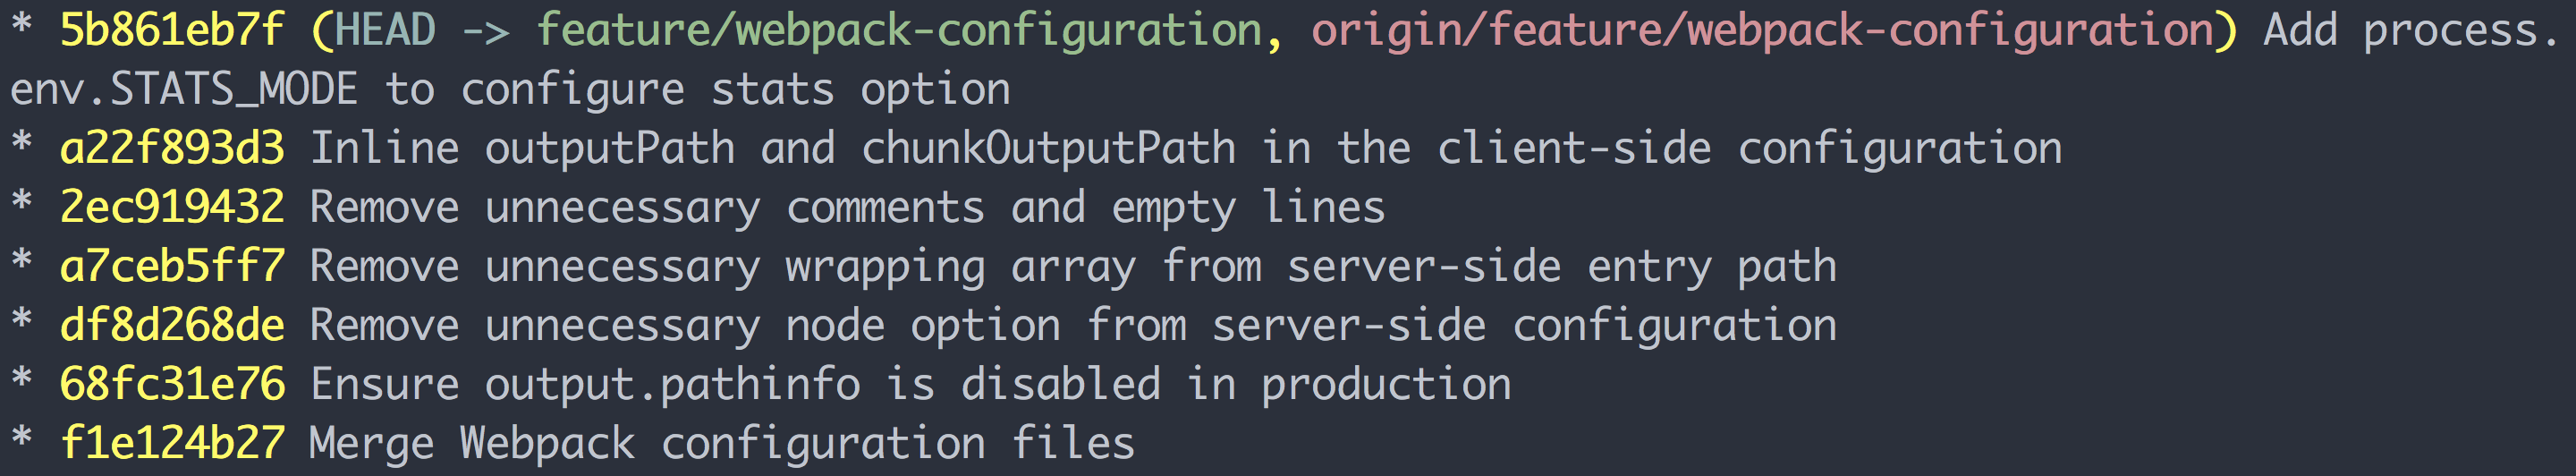 * 5b861eb7f (HEAD -> feature/webpack-configuration, origin/feature/webpack-configuration) Add process.
env.STATS_MODE to configure stats option
* a22f893d3 Inline outputPath and chunkOutputPath in the client-side configuration
* 2ec919432 Remove unnecessary comments and empty lines
* a7ceb5ff7 Remove unnecessary wrapping array from server-side entry path
* df8d268de Remove unnecessary node option from server-side configuration
* 68fc31e76 Ensure output.pathinfo is disabled in production
* f1e124b27 Merge Webpack configuration files